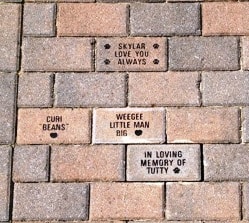 SKYLAR
LOVE YOU
ALWAYS
CURI
BEANS
WEEGEE
LITTLE MAN
BIG
IN LOVING
MEMORY OF
TUTTY